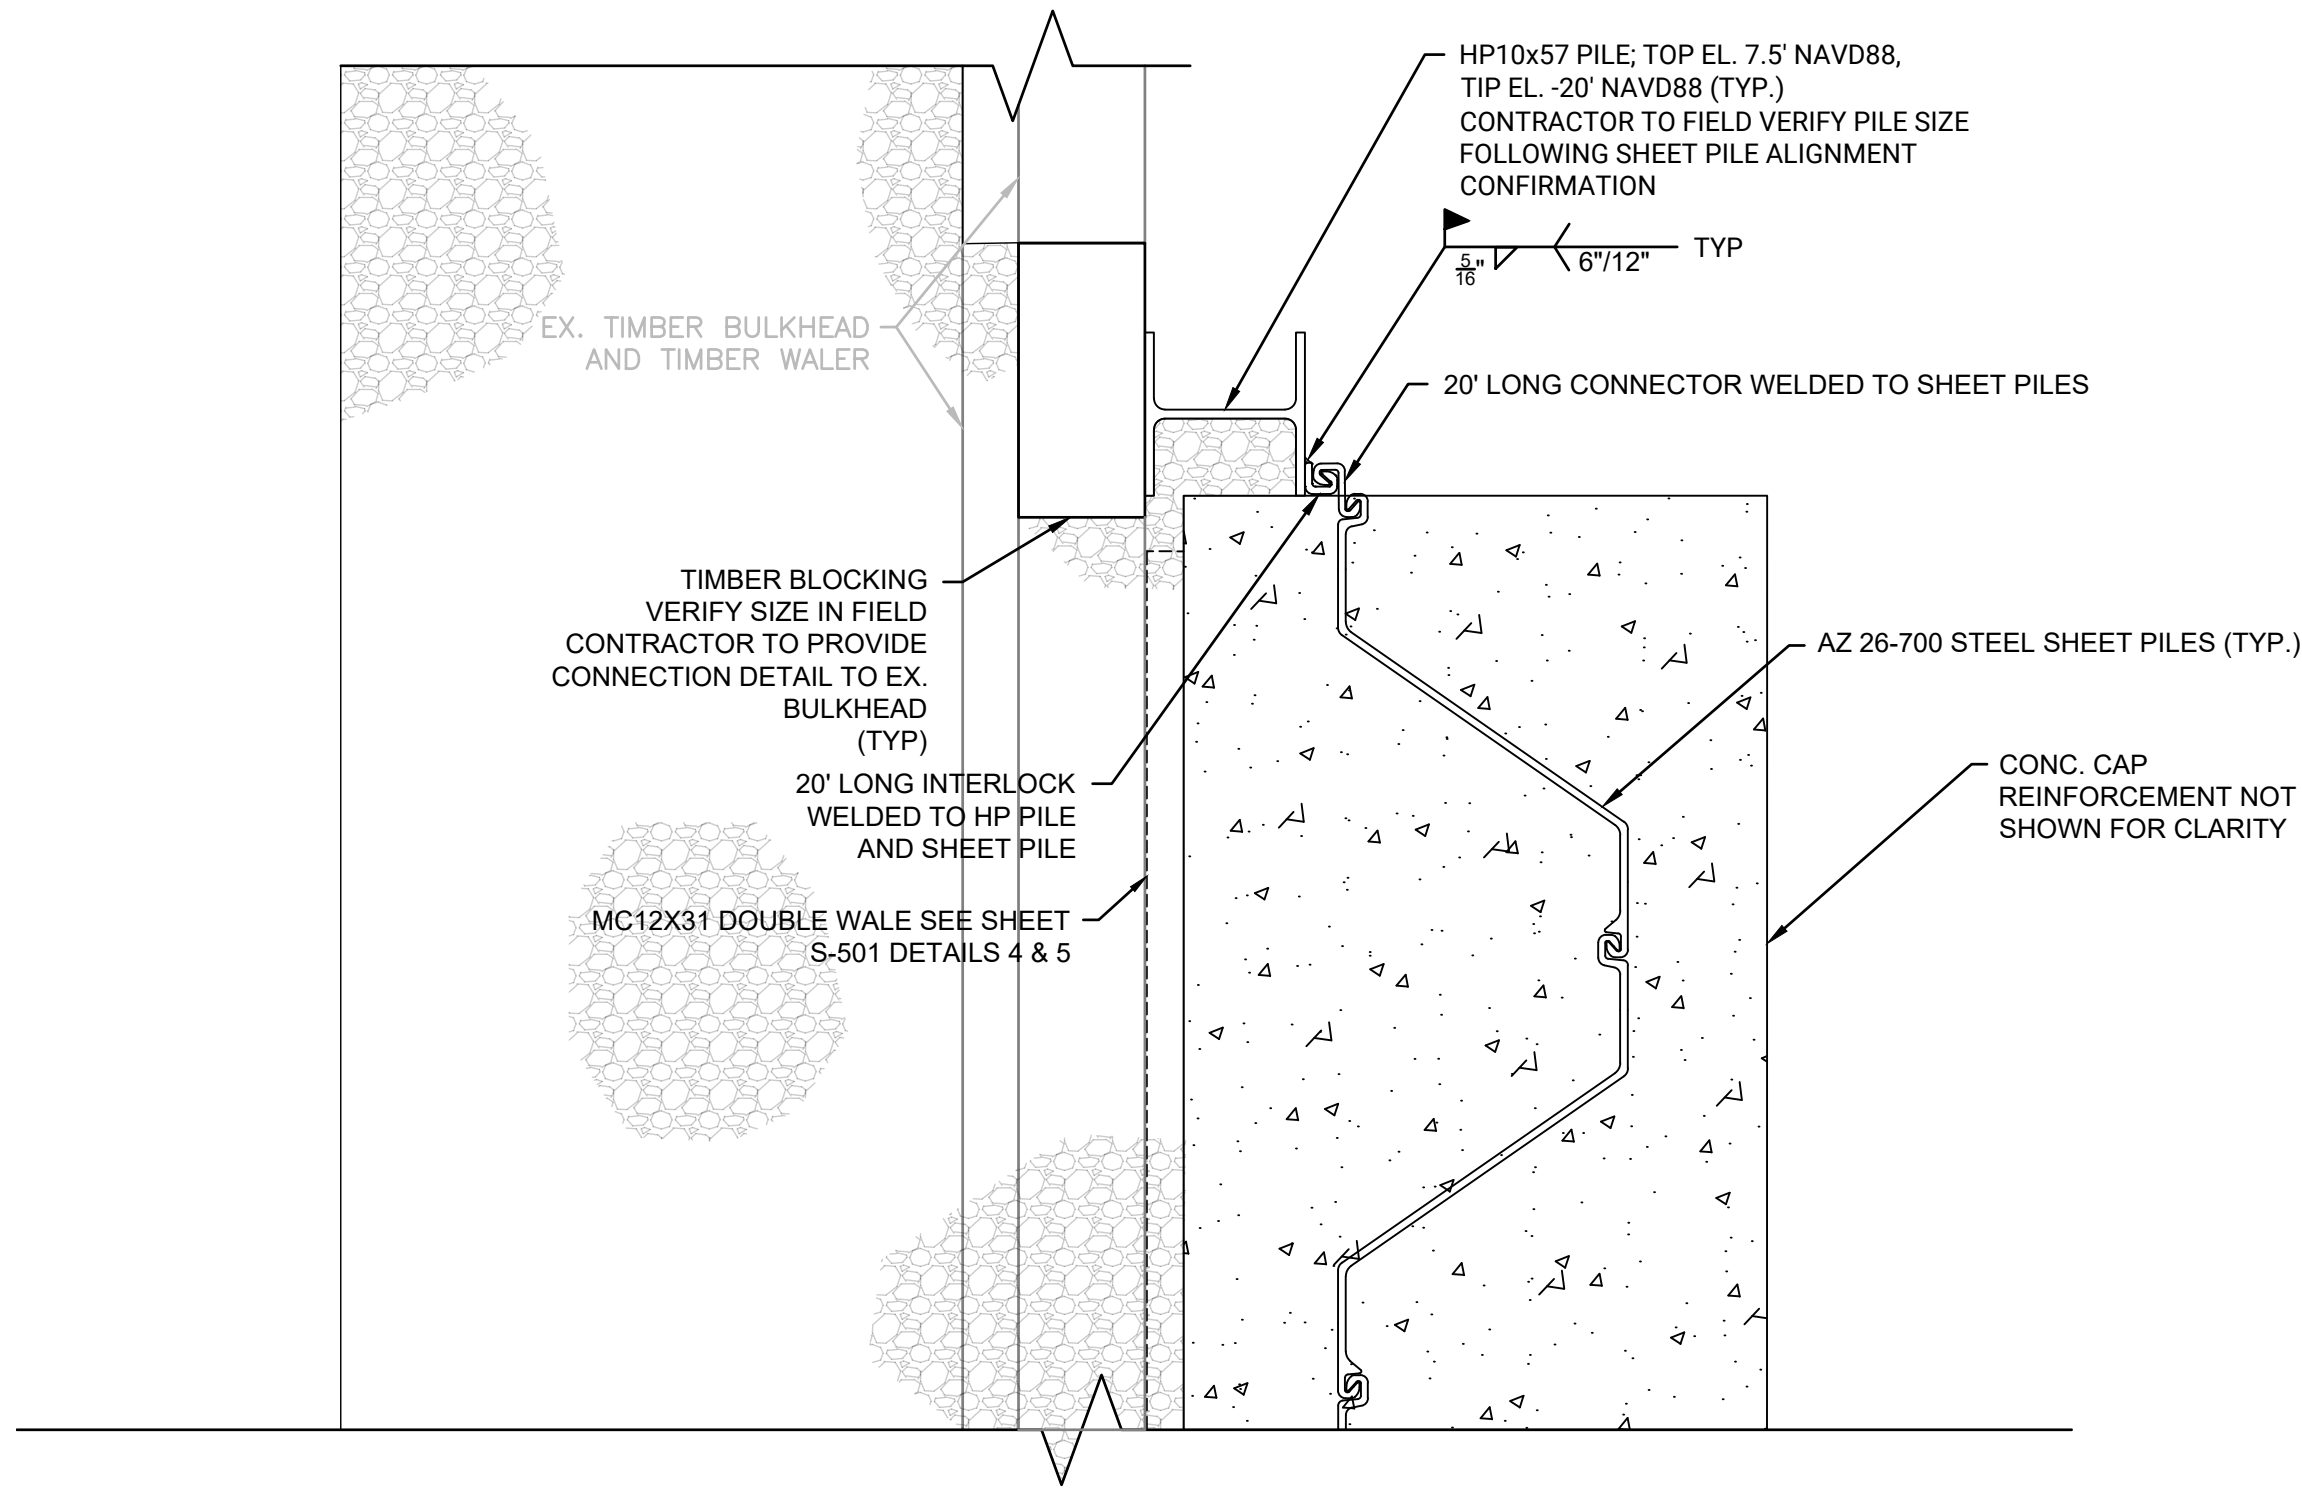 HP10x57 PILE; TOP EL. 7.5' NAVD88,
TIP EL. -20' NAVD88 (TYP.)
CONTRACTOR TO FIELD VERIFY PILE SIZE
FOLLOWING SHEET PILE ALIGNMENT
CONFIRMATION
5/16"
6"/12"
TYP
EX. TIMBER BULKHEAD
AND TIMBER WALER
20' LONG CONNECTOR WELDED TO SHEET PILES
TIMBER BLOCKING
VERIFY SIZE IN FIELD
CONTRACTOR TO PROVIDE
CONNECTION DETAIL TO EX.
BULKHEAD
(TYP)
AZ 26-700 STEEL SHEET PILES (TYP.)
20' LONG INTERLOCK
WELDED TO HP PILE
AND SHEET PILE
CONC. CAP
REINFORCEMENT NOT
SHOWN FOR CLARITY
MC12X31 DOUBLE WALE SEE SHEET
S-501 DETAILS 4 & 5